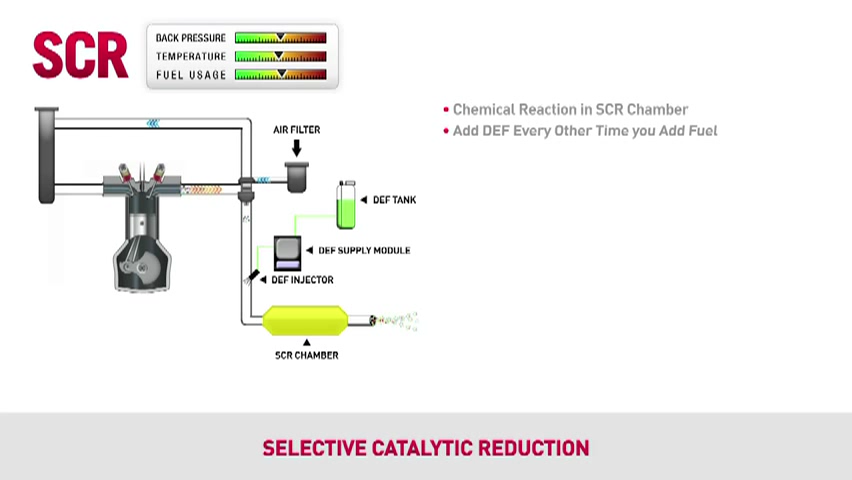 SCR
BACK PRESSURE
TEMPERATURE
FUEL USAGE
• Chemical Reaction in SCR Chamber
• Add DEF Every Other Time you Add Fuel
AIR FILTER
DEF TANK
DEF SUPPLY MODULE
DEF INJECTOR
SCR CHAMBER
SELECTIVE CATALYTIC REDUCTION